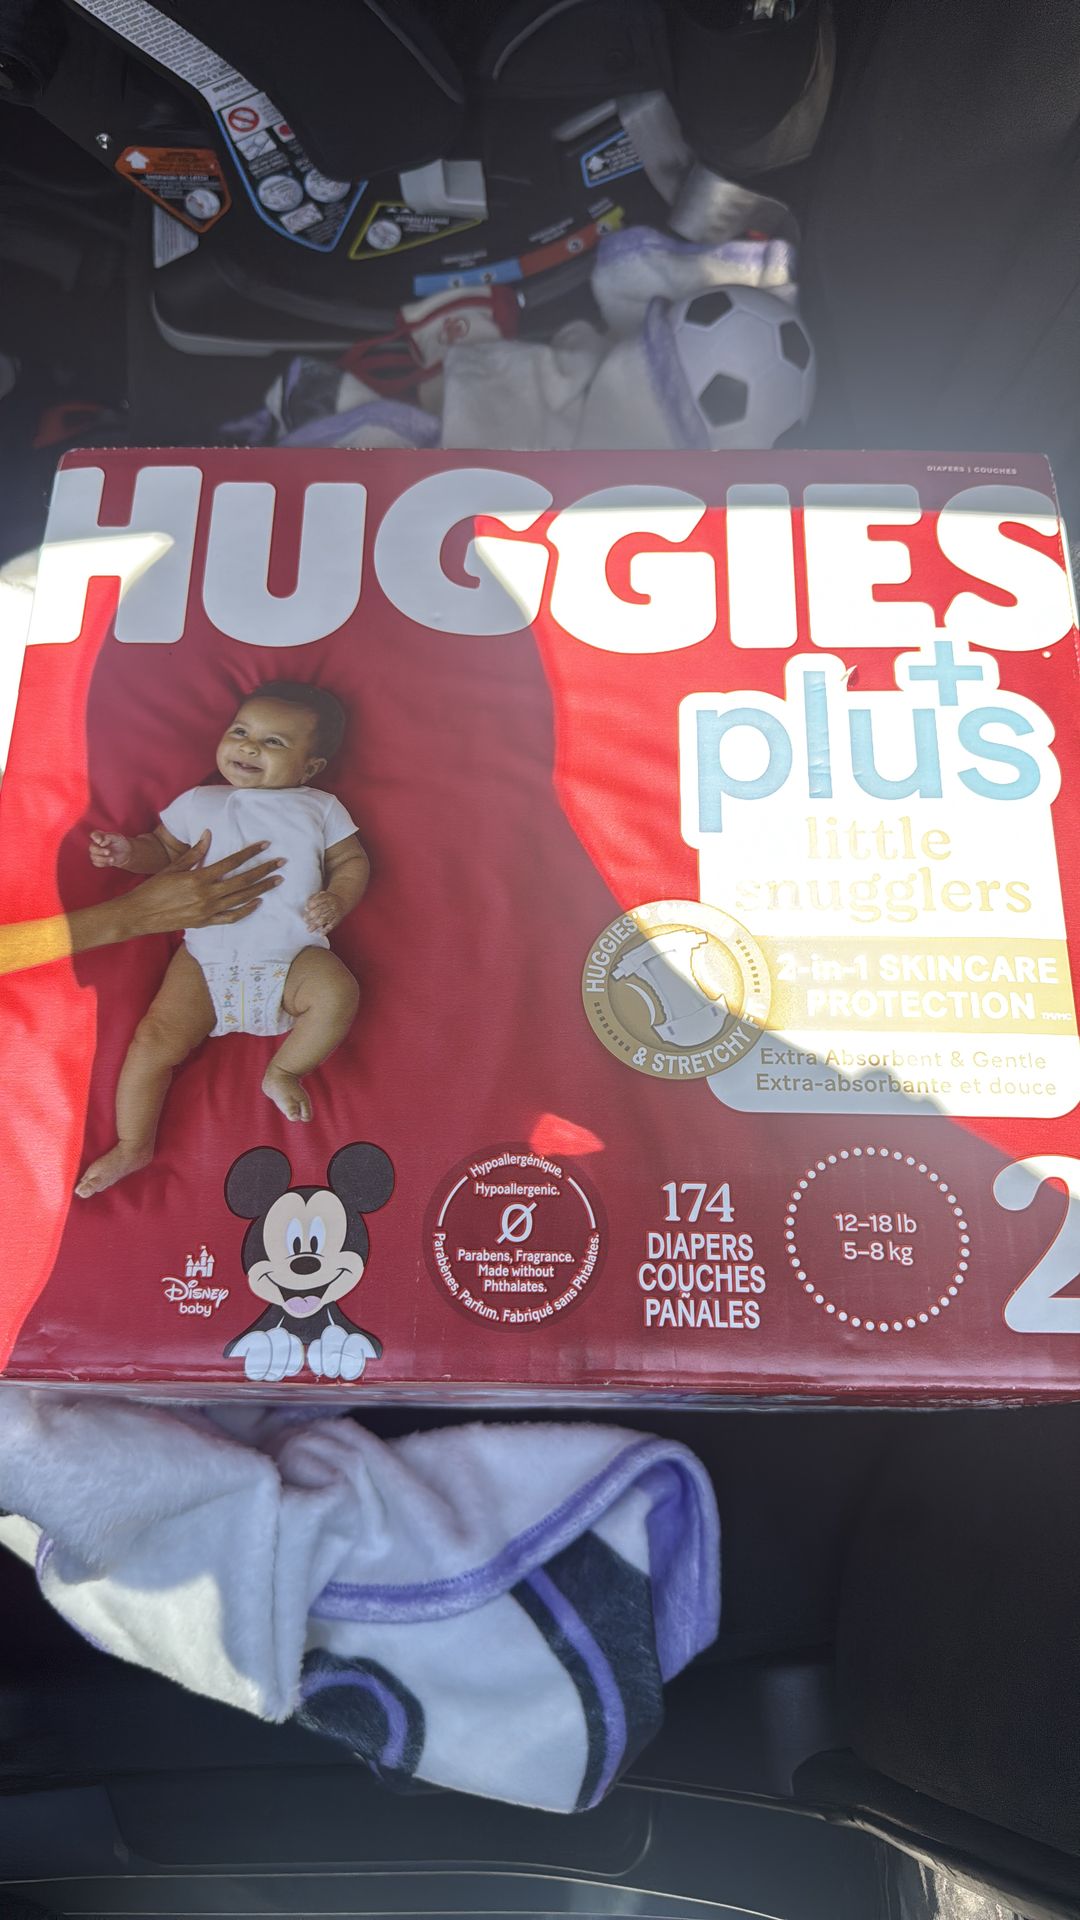 DIAPERS | COUCHES
HUGGIES
plus+
little
snugglers
2-in-1 SKINCARE
PROTECTION
Extra Absorbent & Gentle
Extra-absorbante et douce
HUGGIES
& STRETCHY
Disney
baby
Hypoallergénique.
Hypoallergenic.
Parabens, Fragrance.
Made without
Phthalates.
Parabènes, Parfum. Fabriqué sans Phtalates.
174
DIAPERS
COUCHES
PAÑALES
12–18 lb
5–8 kg
2